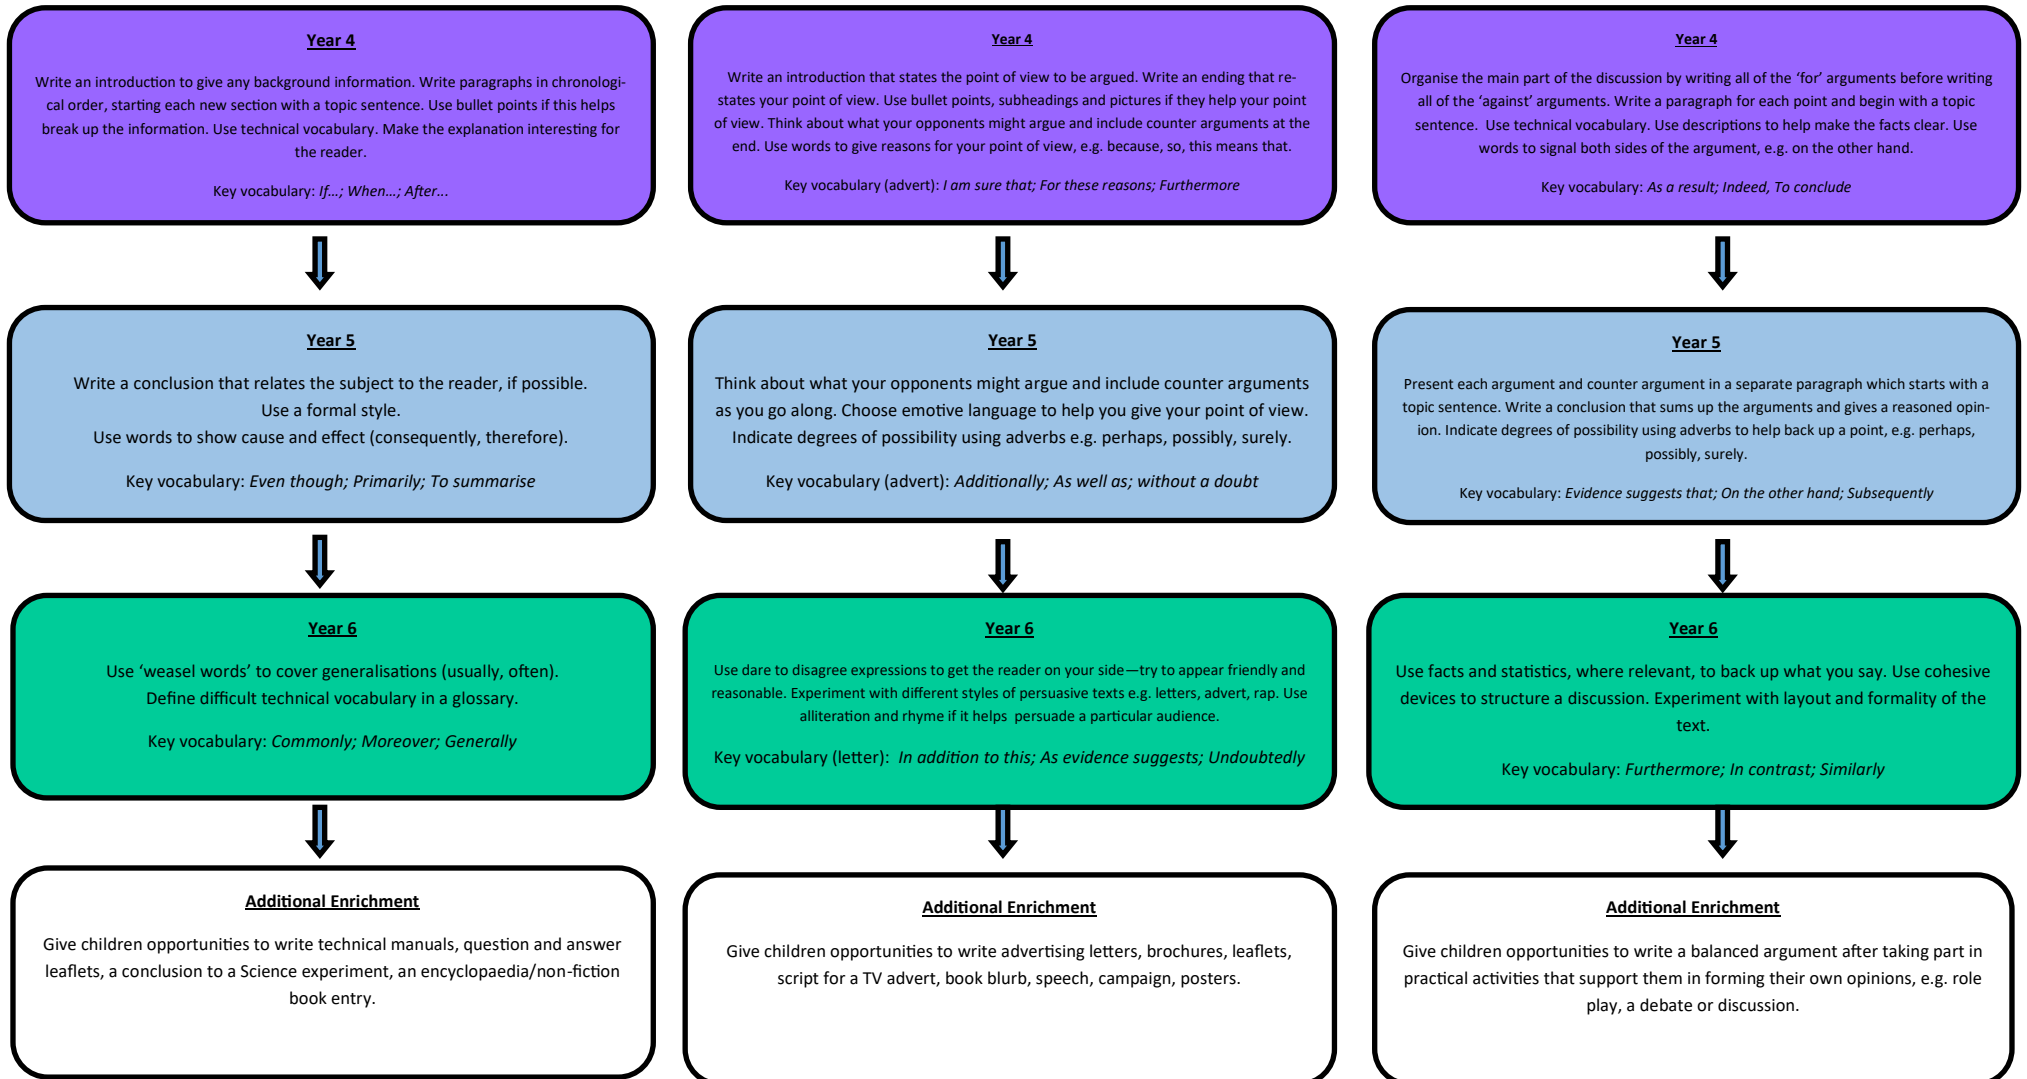 Year 4
Write an introduction to give any background information. Write paragraphs in chronologi-
cal order, starting each new section with a topic sentence. Use bullet points if this helps
break up the information. Use technical vocabulary. Make the explanation interesting for
the reader.
Key vocabulary: If…; When…; After...
Year 5
Write a conclusion that relates the subject to the reader, if possible.
Use a formal style.
Use words to show cause and effect (consequently, therefore).
Key vocabulary: Even though; Primarily; To summarise
Year 6
Use ‘weasel words’ to cover generalisations (usually, often).
Define difficult technical vocabulary in a glossary.
Key vocabulary: Commonly; Moreover; Generally
Additional Enrichment
Give children opportunities to write technical manuals, question and answer
leaflets, a conclusion to a Science experiment, an encyclopaedia/non-fiction
book entry.
Year 4
Write an introduction that states the point of view to be argued. Write an ending that re-
states your point of view. Use bullet points, subheadings and pictures if they help your point
of view. Think about what your opponents might argue and include counter arguments at the
end. Use words to give reasons for your point of view, e.g. because, so, this means that.
Key vocabulary (advert): I am sure that; For these reasons; Furthermore
Year 5
Think about what your opponents might argue and include counter arguments
as you go along. Choose emotive language to help you give your point of view.
Indicate degrees of possibility using adverbs e.g. perhaps, possibly, surely.
Key vocabulary (advert): Additionally; As well as; without a doubt
Year 6
Use dare to disagree expressions to get the reader on your side—try to appear friendly and
reasonable. Experiment with different styles of persuasive texts e.g. letters, advert, rap. Use
alliteration and rhyme if it helps persuade a particular audience.
Key vocabulary (letter): In addition to this; As evidence suggests; Undoubtedly
Additional Enrichment
Give children opportunities to write advertising letters, brochures, leaflets,
script for a TV advert, book blurb, speech, campaign, posters.
Year 4
Organise the main part of the discussion by writing all of the ‘for’ arguments before writing
all of the ‘against’ arguments. Write a paragraph for each point and begin with a topic
sentence. Use technical vocabulary. Use descriptions to help make the facts clear. Use
words to signal both sides of the argument, e.g. on the other hand.
Key vocabulary: As a result; Indeed, To conclude
Year 5
Present each argument and counter argument in a separate paragraph which starts with a
topic sentence. Write a conclusion that sums up the arguments and gives a reasoned opin-
ion. Indicate degrees of possibility using adverbs to help back up a point, e.g. perhaps,
possibly, surely.
Key vocabulary: Evidence suggests that; On the other hand; Subsequently
Year 6
Use facts and statistics, where relevant, to back up what you say. Use cohesive
devices to structure a discussion. Experiment with layout and formality of the
text.
Key vocabulary: Furthermore; In contrast; Similarly
Additional Enrichment
Give children opportunities to write a balanced argument after taking part in
practical activities that support them in forming their own opinions, e.g. role
play, a debate or discussion.